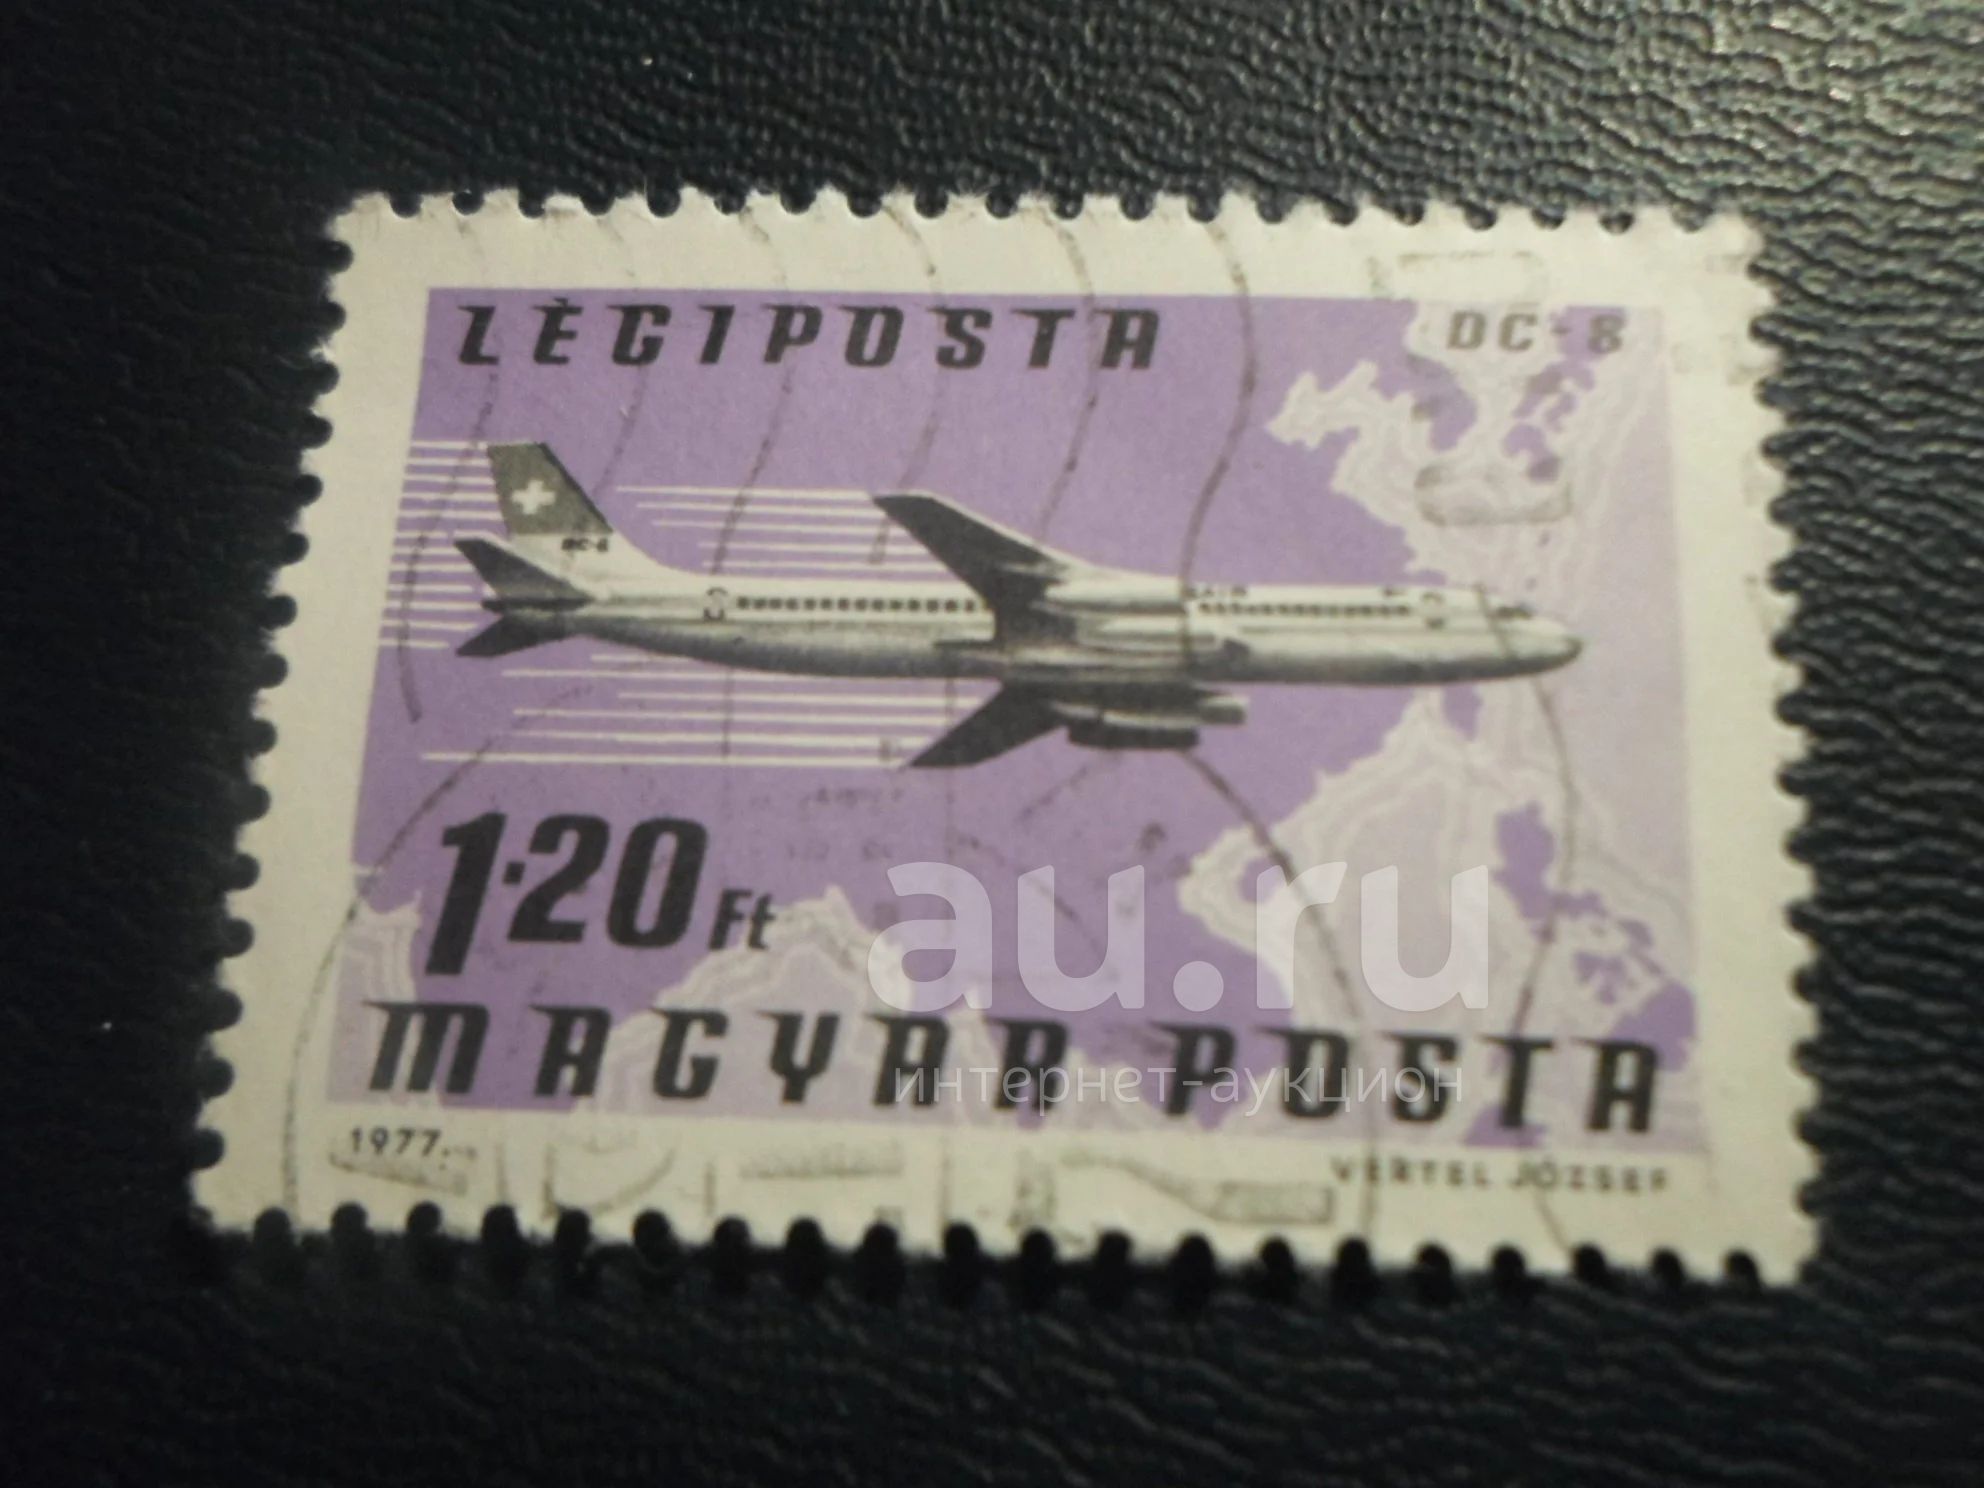 LÉGIPOSTA
DC-8
1·20 Ft
au.ru
MAGYAR POSTA
интернет-аукцион
1977.
VERTEL JÓZSEF